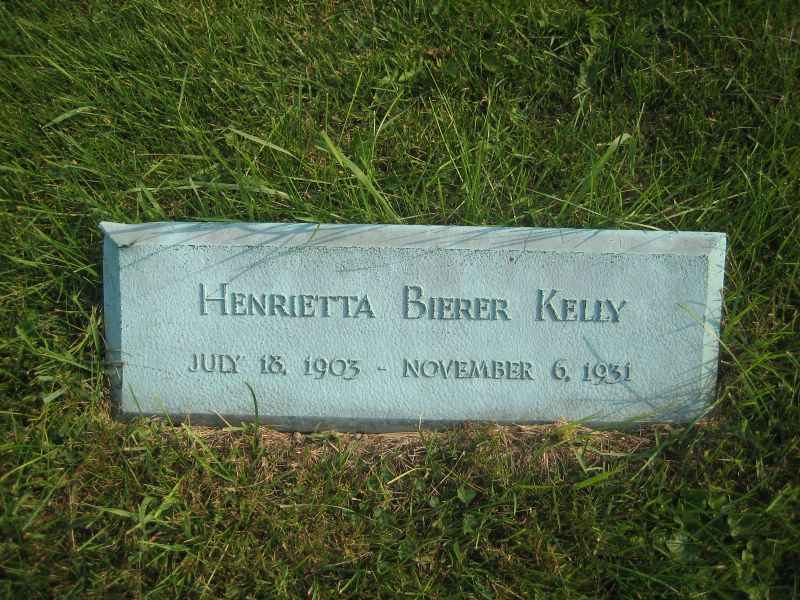 Henrietta Bierer Kelly
July 18, 1903 - November 6, 1931